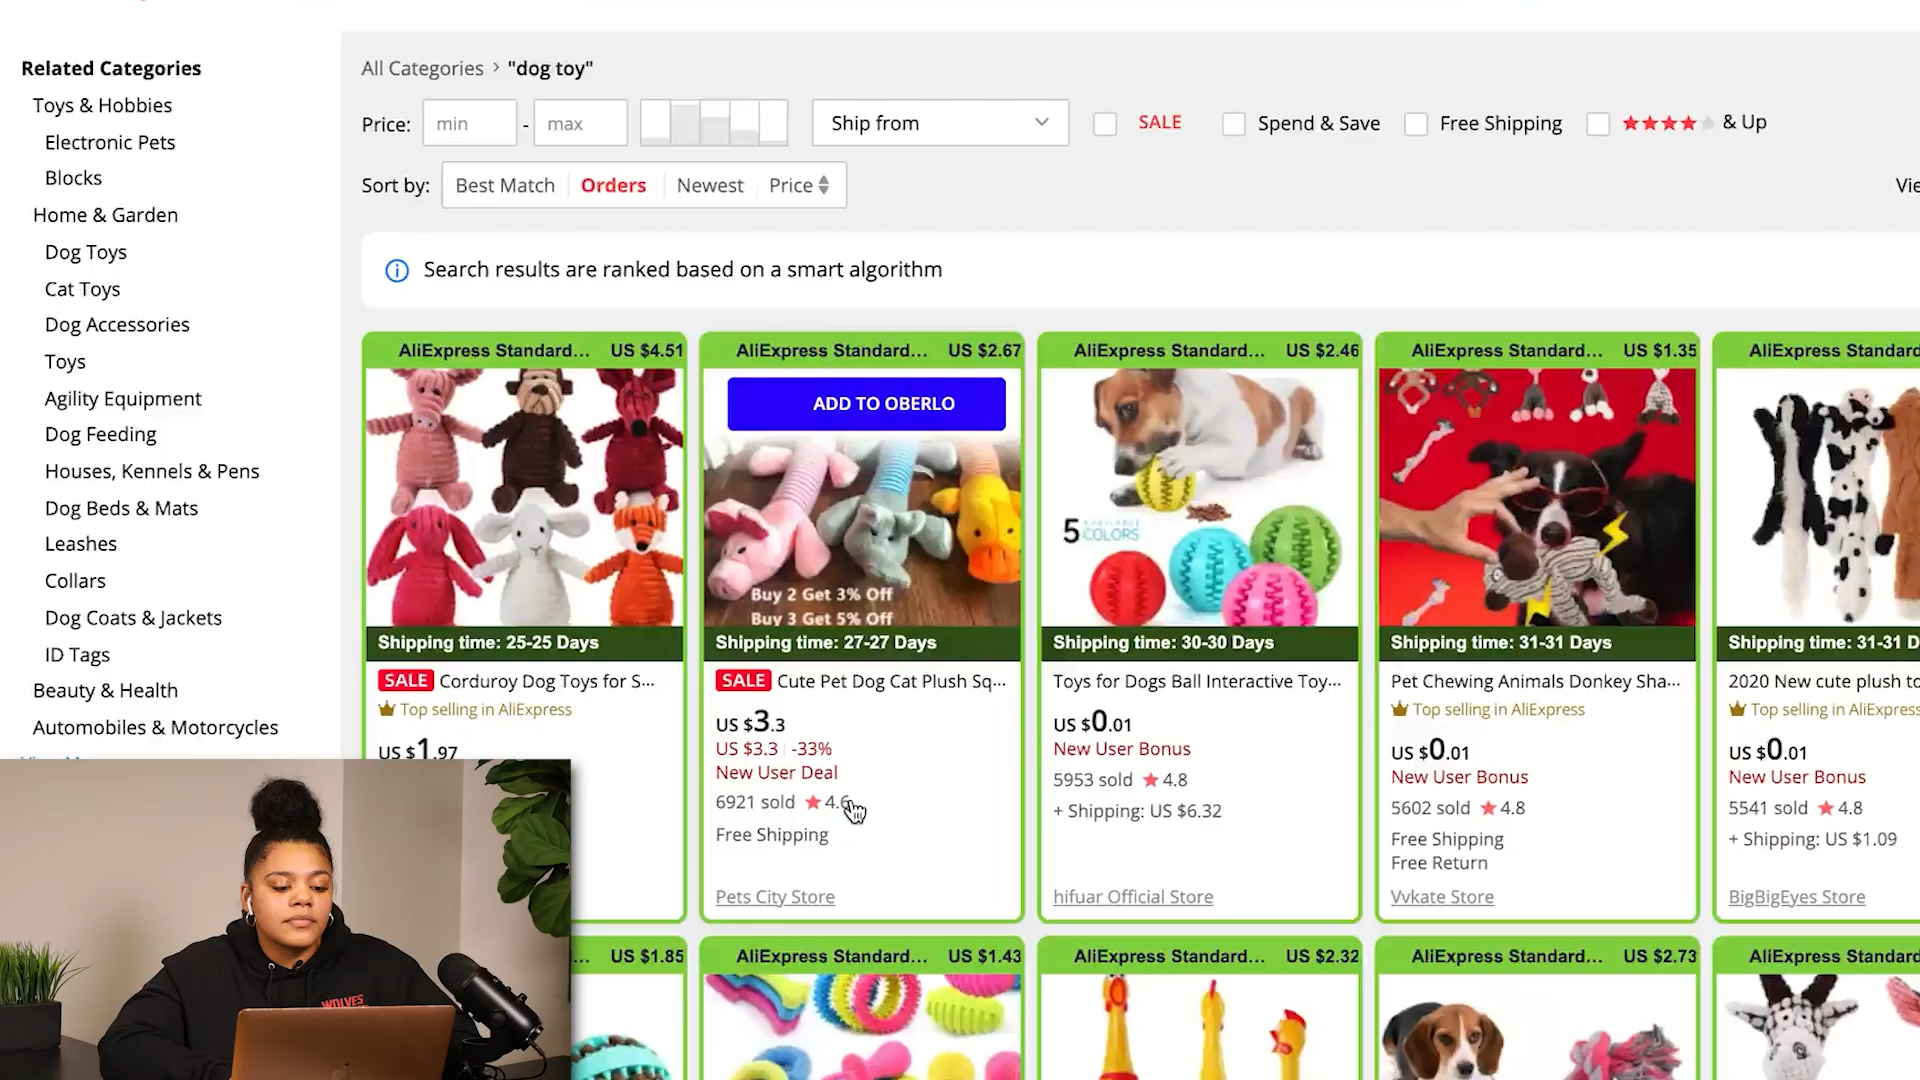 Related Categories
Toys & Hobbies
Electronic Pets
Blocks
Home & Garden
Dog Toys
Cat Toys
Dog Accessories
Toys
Agility Equipment
Dog Feeding
Houses, Kennels & Pens
Dog Beds & Mats
Leashes
Collars
Dog Coats & Jackets
ID Tags
Beauty & Health
Automobiles & Motorcycles
All Categories > "dog toy"
Price: min - max Ship from SALE Spend & Save Free Shipping & Up
Sort by: Best Match Orders Newest Price
Vie
Search results are ranked based on a smart algorithm
AliExpress Standard... US $4.51
Shipping time: 25-25 Days
SALE Corduroy Dog Toys for S...
Top selling in AliExpress
US $1.97
AliExpress Standard... US $2.67
ADD TO OBERLO
Buy 2 Get 3% Off
Buy 3 Get 5% Off
Shipping time: 27-27 Days
SALE Cute Pet Dog Cat Plush Sq...
US $3.3
US $3.3 -33%
New User Deal
6921 sold 4.6
Free Shipping
Pets City Store
AliExpress Standard... US $2.46
5 AVAILABLE
COLORS
Shipping time: 30-30 Days
Toys for Dogs Ball Interactive Toy...
US $0.01
New User Bonus
5953 sold 4.8
+ Shipping: US $6.32
hifuar Official Store
AliExpress Standard... US $1.35
Shipping time: 31-31 Days
Pet Chewing Animals Donkey Sha...
Top selling in AliExpress
US $0.01
New User Bonus
5602 sold 4.8
Free Shipping
Free Return
Vvkate Store
AliExpress Standard
Shipping time: 31-31 D
2020 New cute plush to
Top selling in AliExpress
US $0.01
New User Bonus
5541 sold 4.8
+ Shipping: US $1.09
BigBigEyes Store
... US $1.85
AliExpress Standard... US $1.43
AliExpress Standard... US $2.32
AliExpress Standard... US $2.73
AliExpress Standard
WOLVES